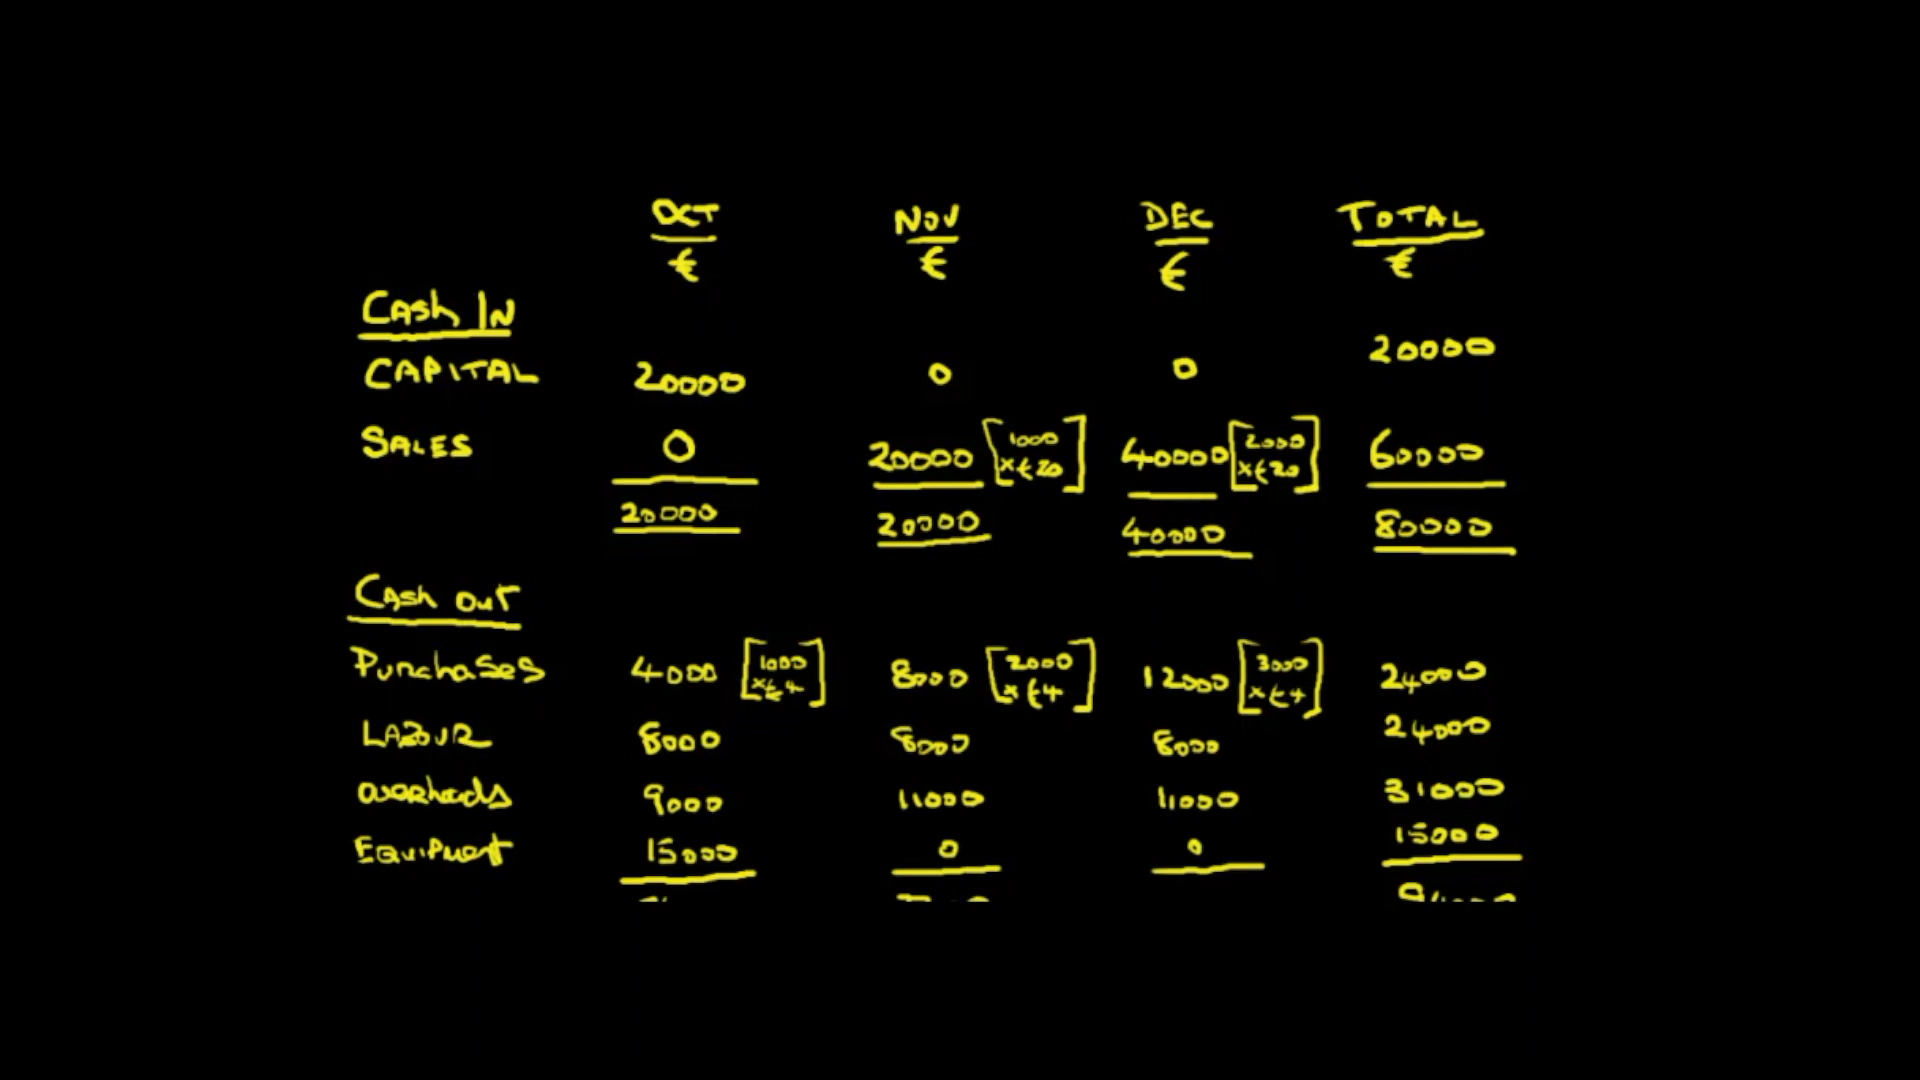 OCT NOV DEC TOTAL
€ € € €
Cash IN
CAPITAL 20000 0 0 20000
SALES 0 20000 [1000 x €20] 40000 [2000 x €20] 60000
20000 20000 40000 80000
Cash out
Purchases 4000 [1000 x €4] 8000 [2000 x €4] 12000 [3000 x €4] 24000
LABOUR 8000 8000 8000 24000
overheads 9000 11000 11000 31000
Equipment 15000 0 0 15000